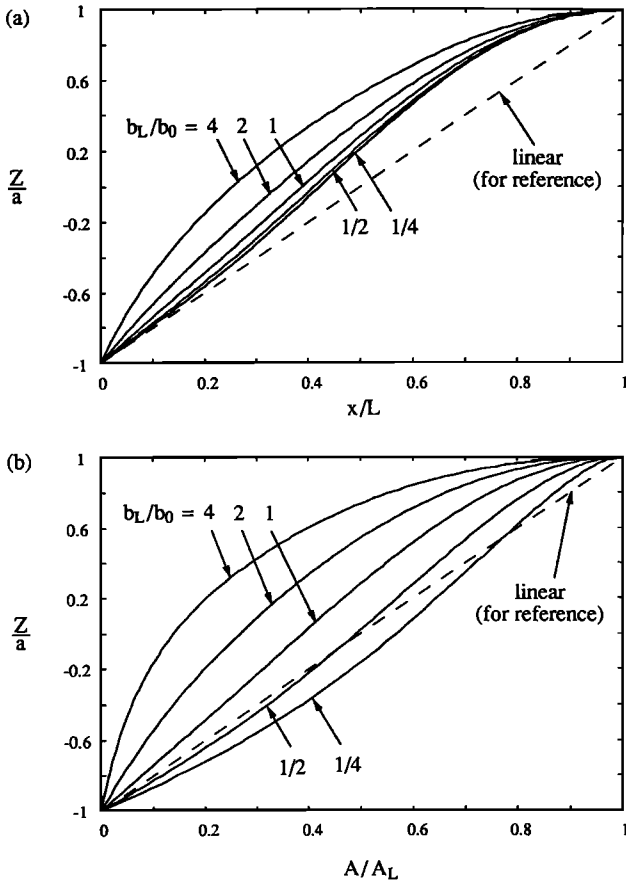 (a)
1
0.6
0.2
-0.2
-0.6
-1
Z/a
b_L/b_0 = 4 2 1
1/2 1/4
linear
(for reference)
0 0.2 0.4 0.6 0.8 1
x/L
(b)
1
0.6
0.2
-0.2
-0.6
-1
Z/a
b_L/b_0 = 4 2 1
1/2 1/4
linear
(for reference)
0 0.2 0.4 0.6 0.8 1
A/A_L